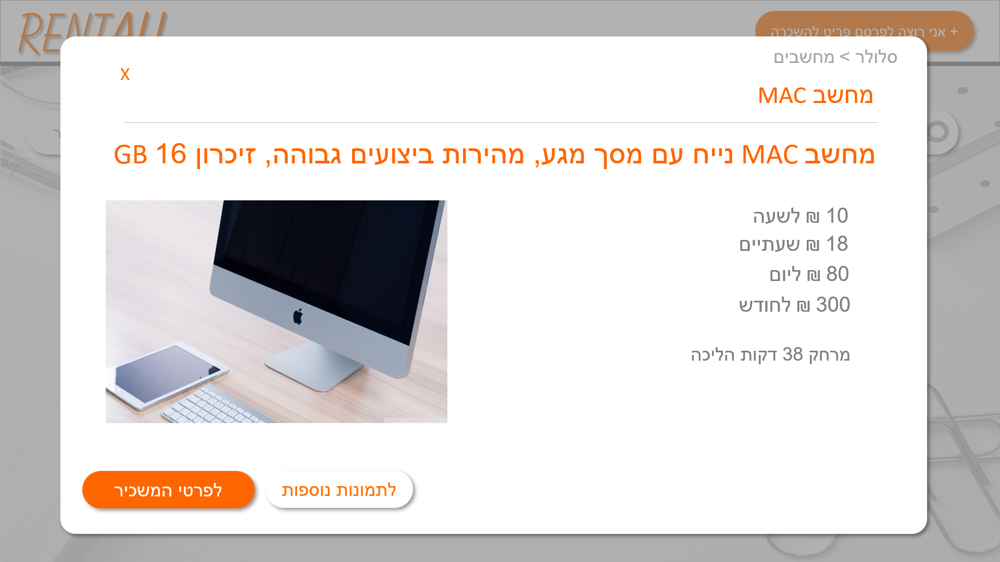 RENTALL
+ אני רוצה לפרסם פריט להשכרה
סלולר > מחשבים
X
מחשב MAC
מחשב MAC נייח עם מסך מגע, מהירות ביצועים גבוהה, זיכרון 16 GB
10 ₪ לשעה
18 ₪ שעתיים
80 ₪ ליום
300 ₪ לחודש
מרחק 38 דקות הליכה
לתמונות נוספות
לפרטי המשכיר